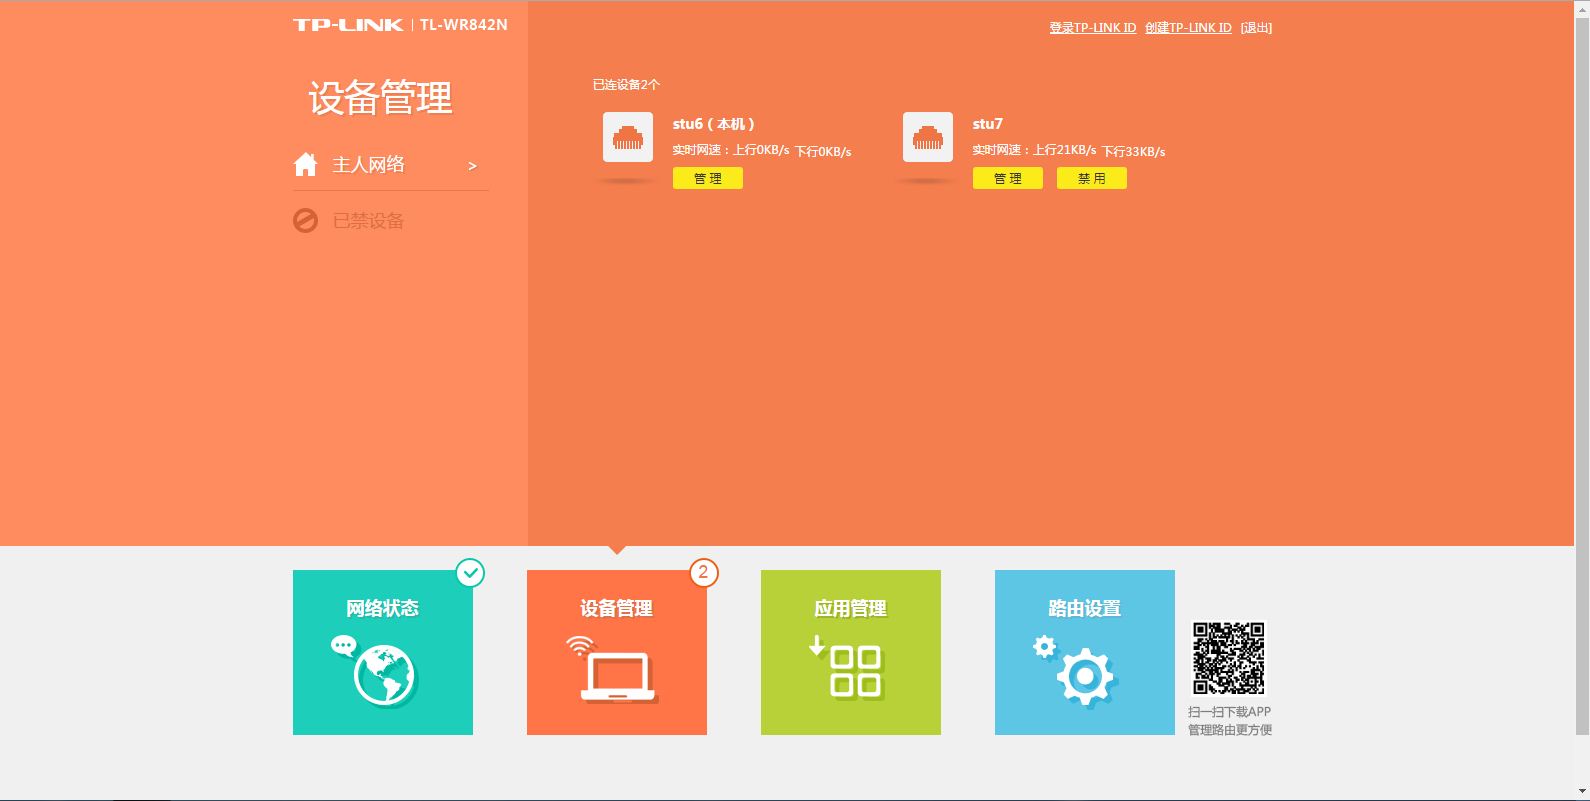 TP-LINK | TL-WR842N
登录TP-LINK ID 创建TP-LINK ID [退出]
设备管理
主人网络 >
已禁设备
已连设备2个
stu6（本机）
实时网速：上行0KB/s 下行0KB/s
管 理
stu7
实时网速：上行21KB/s 下行33KB/s
管 理 禁 用
网络状态
设备管理
2
应用管理
路由设置
扫一扫下载APP
管理路由更方便